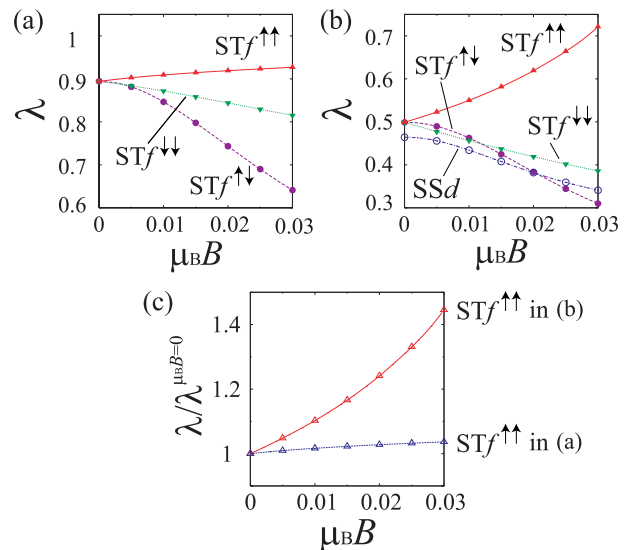 (a)
1
0.9
0.8
0.7
0.6
λ
STf↑↑
STf↓↓
STf↑↓
0 0.01 0.02 0.03
μBB
(b)
0.7
0.6
0.5
0.4
0.3
λ
STf↑↑
STf↑↓
STf↓↓
SSd
0 0.01 0.02 0.03
μBB
(c)
1.4
1.2
1
λ/λ^μBB=0
STf↑↑ in (b)
STf↑↑ in (a)
0 0.01 0.02 0.03
μBB